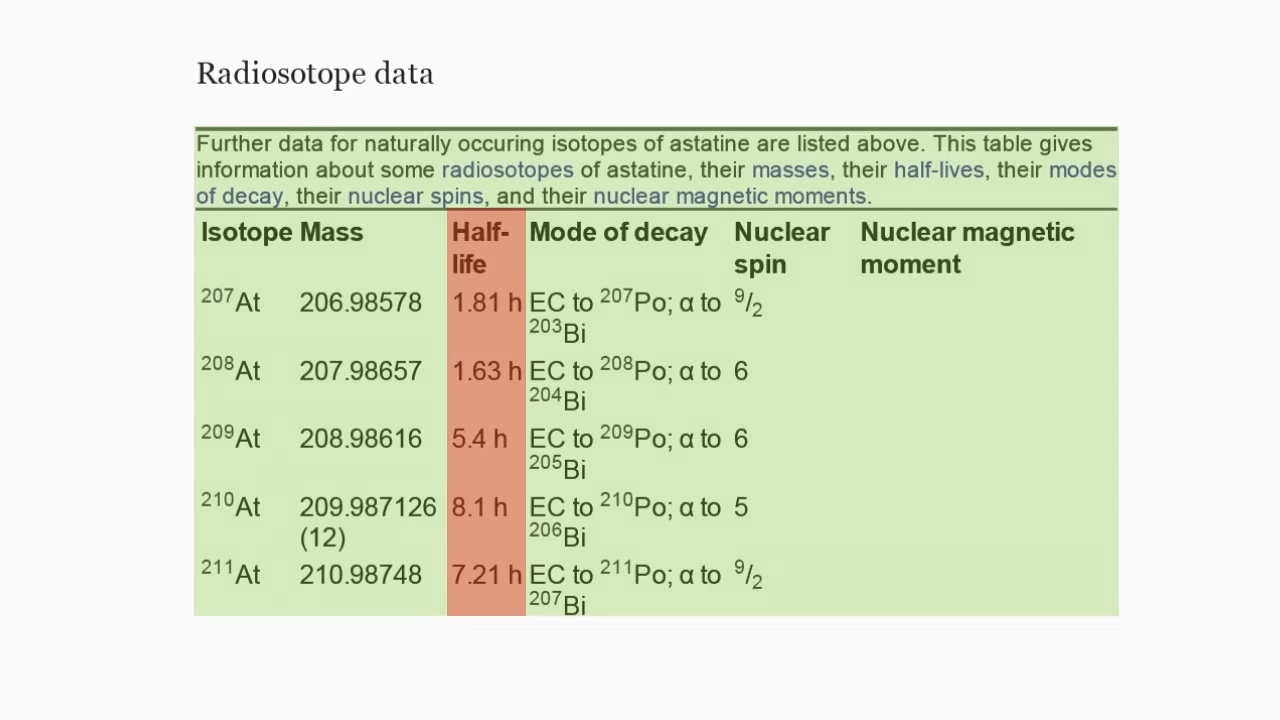 Radiosotope data
Further data for naturally occuring isotopes of astatine are listed above. This table gives
information about some radiosotopes of astatine, their masses, their half-lives, their modes
of decay, their nuclear spins, and their nuclear magnetic moments.
Isotope Mass Half-life Mode of decay Nuclear spin Nuclear magnetic moment
²⁰⁷At 206.98578 1.81 h EC to ²⁰⁷Po; α to ²⁰³Bi ⁹/₂
²⁰⁸At 207.98657 1.63 h EC to ²⁰⁸Po; α to ²⁰⁴Bi 6
²⁰⁹At 208.98616 5.4 h EC to ²⁰⁹Po; α to ²⁰⁵Bi 6
²¹⁰At 209.987126 (12) 8.1 h EC to ²¹⁰Po; α to ²⁰⁶Bi 5
²¹¹At 210.98748 7.21 h EC to ²¹¹Po; α to ²⁰⁷Bi ⁹/₂